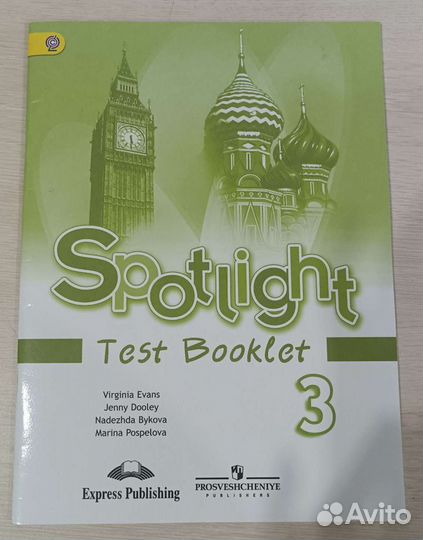 Spotlight
Test Booklet
3
Virginia Evans
Jenny Dooley
Nadezhda Bykova
Marina Pospelova
Express Publishing
PROSVESHCHENIYE
PUBLISHERS
Avito